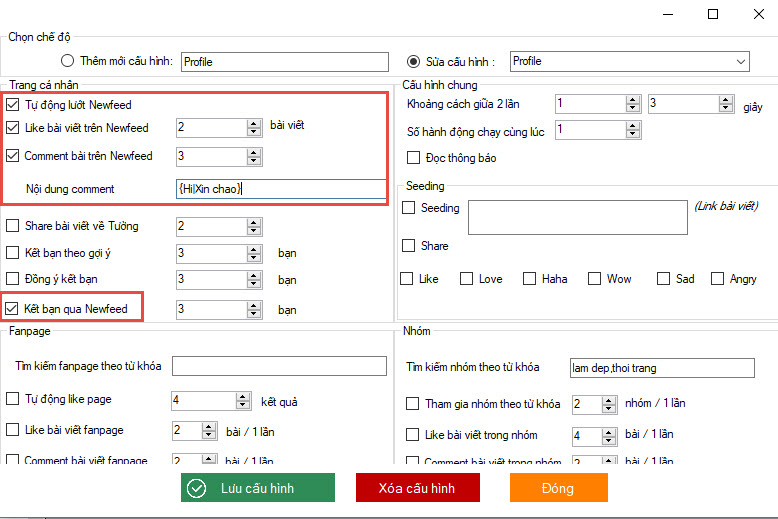 Chọn chế độ
Thêm mới cấu hình: Profile
Sửa cấu hình : Profile
Trang cá nhân
Tự động lướt Newfeed
Like bài viết trên Newfeed 2 bài viết
Comment bài trên Newfeed 3
Nội dung comment {Hi|Xin chao}
Share bài viết về Tường 2
Kết bạn theo gợi ý 3 bạn
Đồng ý kết bạn 3 bạn
Kết bạn qua Newfeed 3 bạn
Cấu hình chung
Khoảng cách giữa 2 lần 1 3 giây
Số hành động chạy cùng lúc 1
Đọc thông báo
Seeding
Seeding (Link bài viết)
Share
Like Love Haha Wow Sad Angry
Fanpage
Tìm kiếm fanpage theo từ khóa
Tự động like page 4 kết quả
Like bài viết fanpage 2 bài / 1 lần
Comment bài viết fanpage 2 bài / 1 lần
Nhóm
Tìm kiếm nhóm theo từ khóa lam dep,thoi trang
Tham gia nhóm theo từ khóa 2 nhóm / 1 lần
Like bài viết trong nhóm 4 bài / 1 lần
Comment bài viết trong nhóm 2 bài / 1 lần
Lưu cấu hình
Xóa cấu hình
Đóng